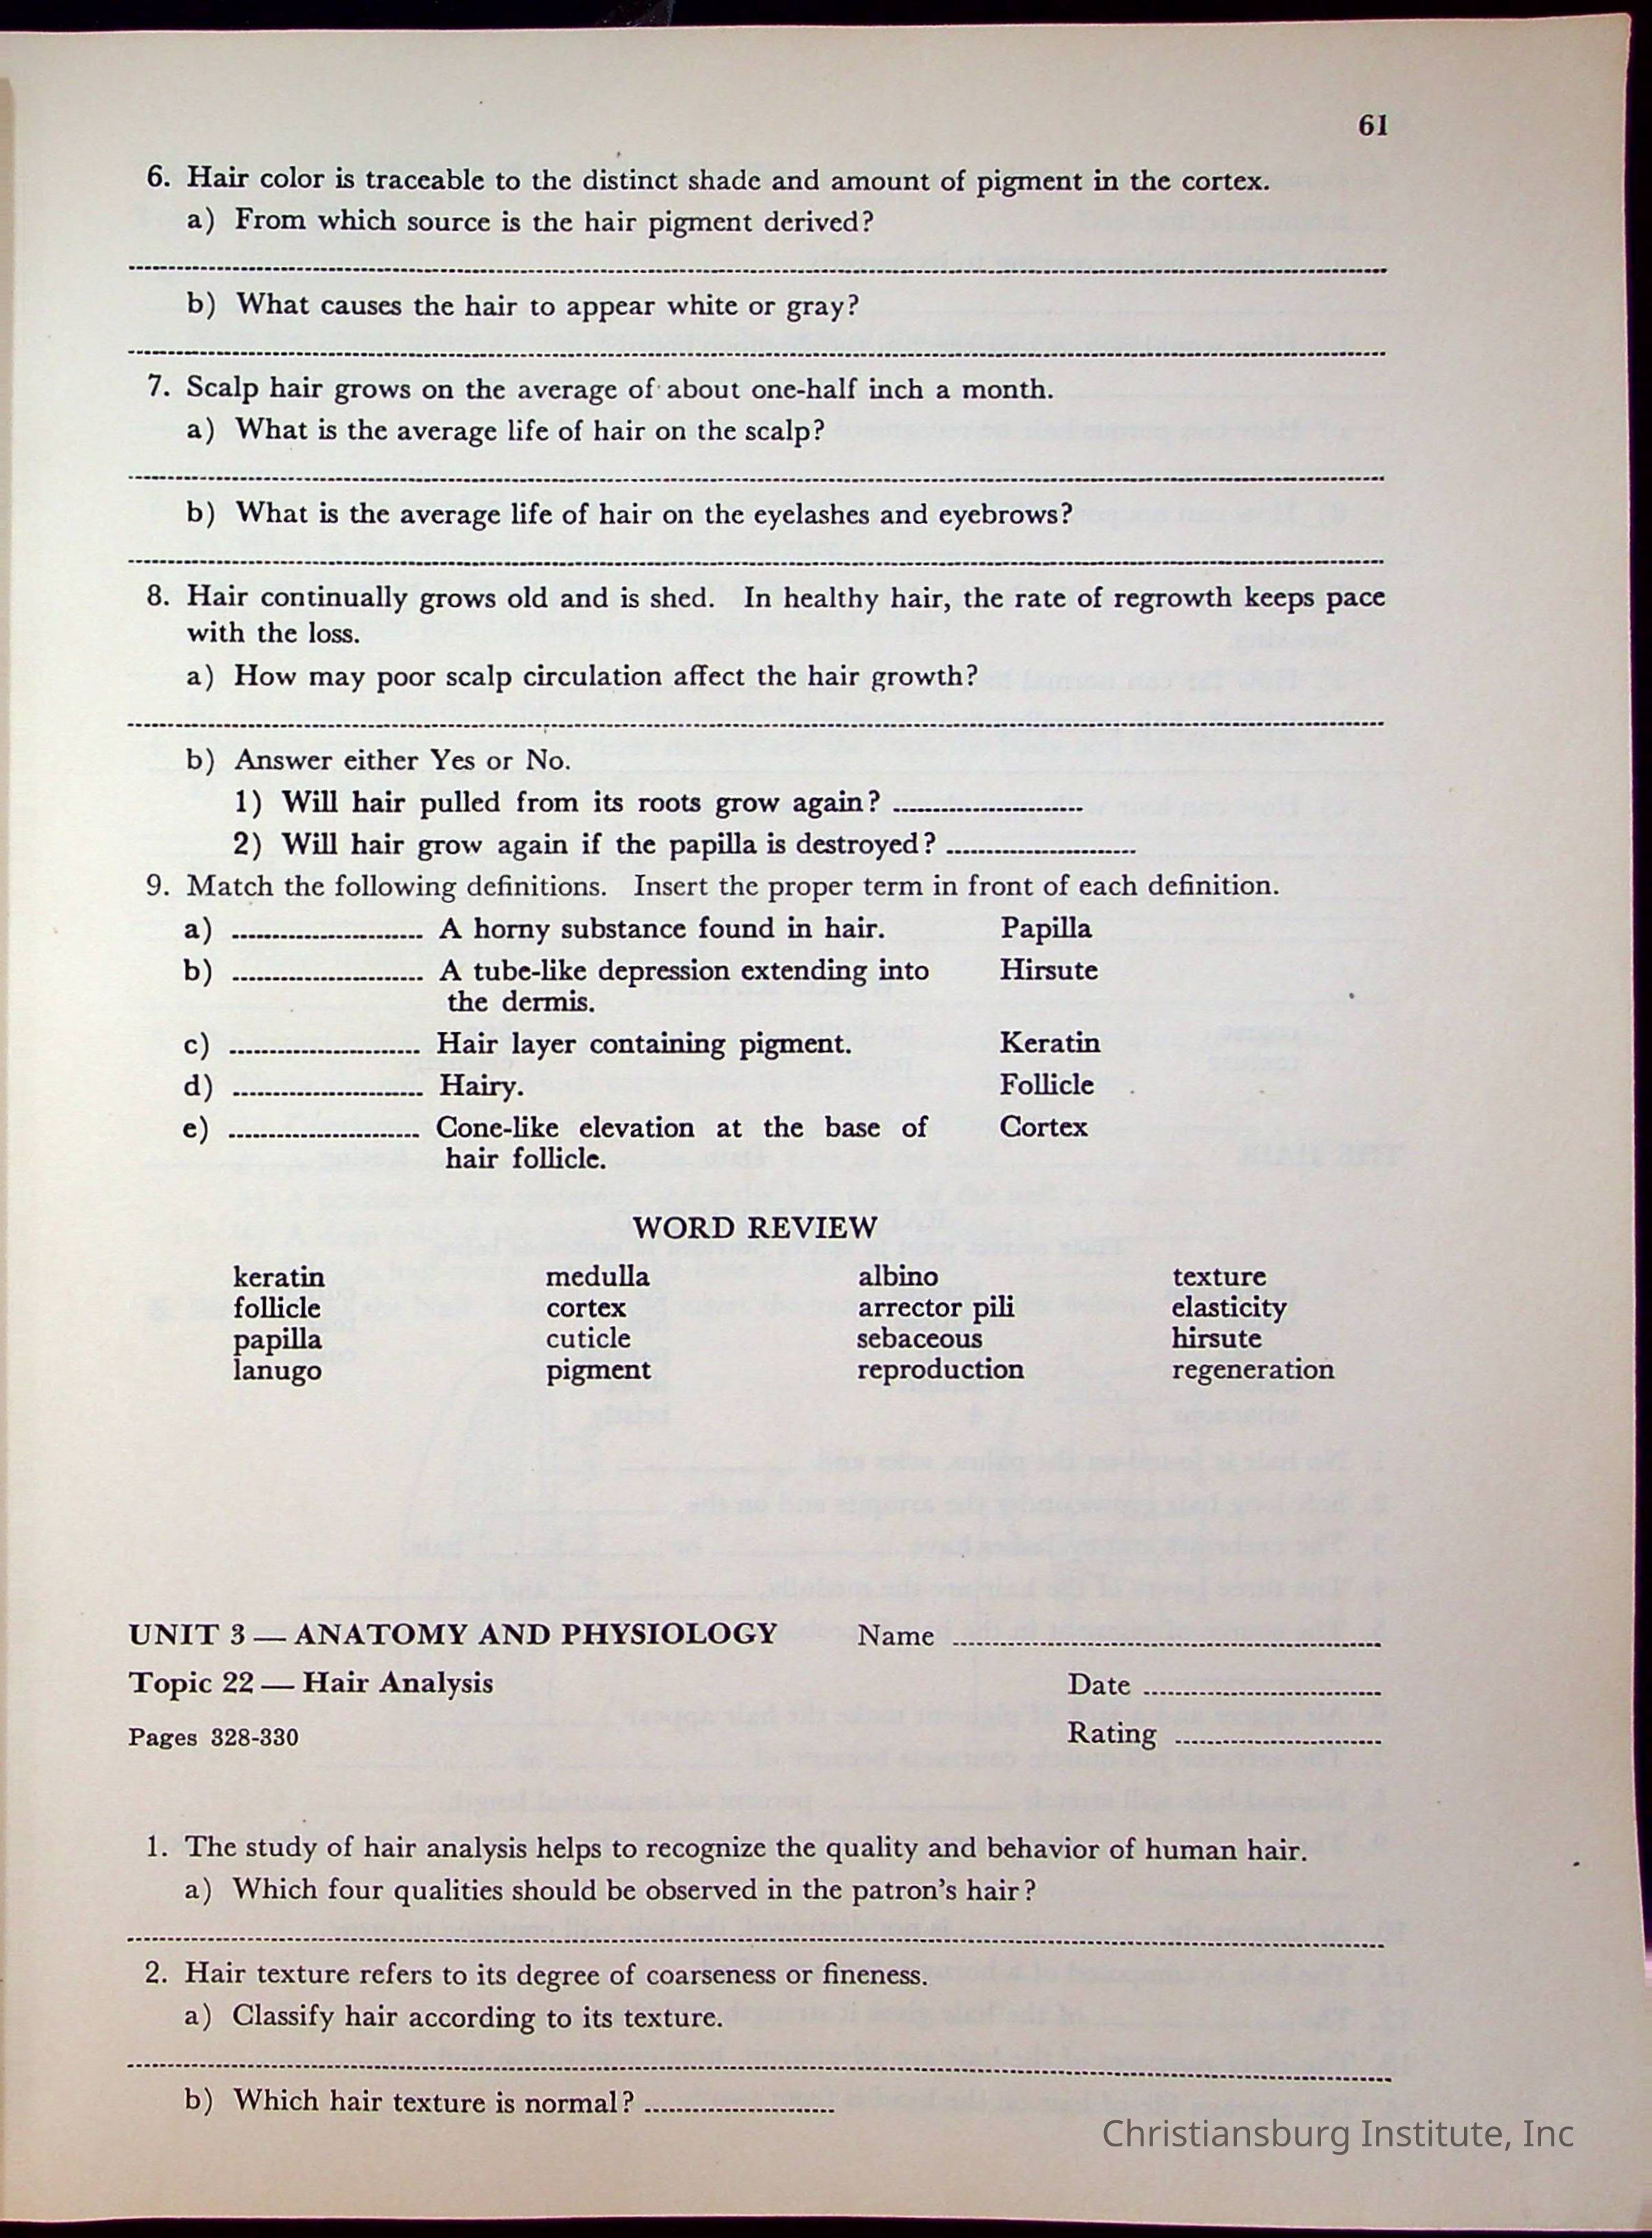 61
6. Hair color is traceable to the distinct shade and amount of pigment in the cortex.
a) From which source is the hair pigment derived?
b) What causes the hair to appear white or gray?
7. Scalp hair grows on the average of about one-half inch a month.
a) What is the average life of hair on the scalp?
b) What is the average life of hair on the eyelashes and eyebrows?
8. Hair continually grows old and is shed. In healthy hair, the rate of regrowth keeps pace
with the loss.
a) How may poor scalp circulation affect the hair growth?
b) Answer either Yes or No.
1) Will hair pulled from its roots grow again? ........................
2) Will hair grow again if the papilla is destroyed? ........................
9. Match the following definitions. Insert the proper term in front of each definition.
a) ........................ A horny substance found in hair. Papilla
b) ........................ A tube-like depression extending into Hirsute
the dermis.
c) ........................ Hair layer containing pigment. Keratin
d) ........................ Hairy. Follicle
e) ........................ Cone-like elevation at the base of Cortex
hair follicle.
WORD REVIEW
keratin medulla albino texture
follicle cortex arrector pili elasticity
papilla cuticle sebaceous hirsute
lanugo pigment reproduction regeneration
UNIT 3 — ANATOMY AND PHYSIOLOGY Name ........................
Topic 22 — Hair Analysis Date ........................
Pages 328-330 Rating ........................
1. The study of hair analysis helps to recognize the quality and behavior of human hair.
a) Which four qualities should be observed in the patron's hair?
2. Hair texture refers to its degree of coarseness or fineness.
a) Classify hair according to its texture.
b) Which hair texture is normal? ........................
Christiansburg Institute, Inc